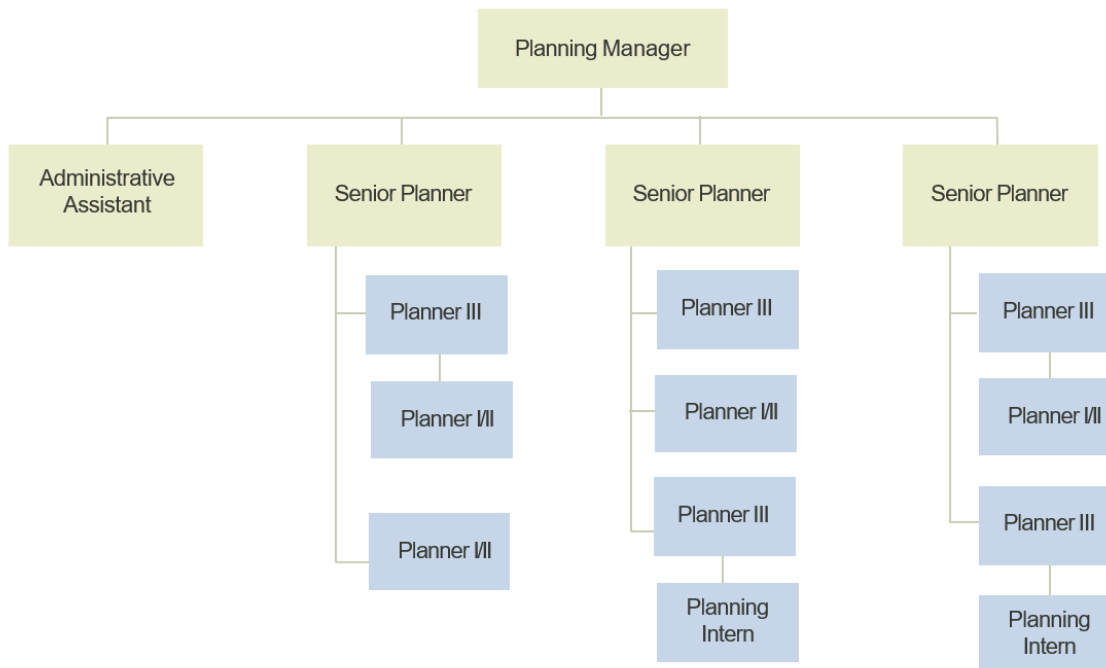 Planning Manager
Administrative
Assistant
Senior Planner
Senior Planner
Senior Planner
Planner III
Planner I/II
Planner I/II
Planner III
Planner I/II
Planner III
Planning
Intern
Planner III
Planner I/II
Planner III
Planning
Intern